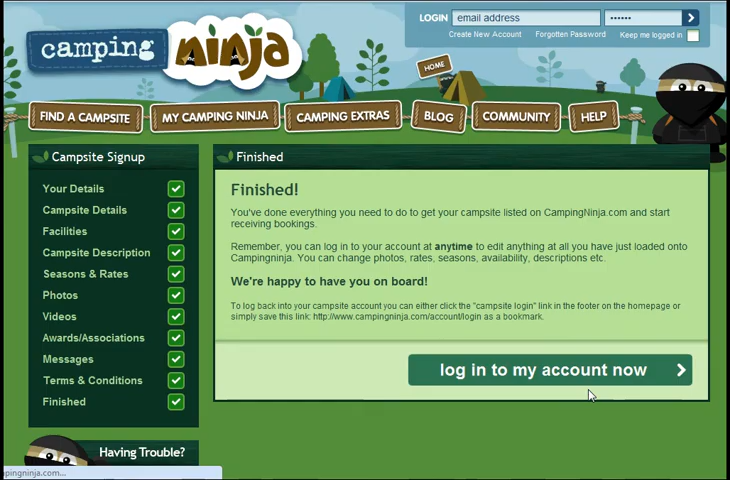 LOGIN email address ••••••
Create New Account Forgotten Password Keep me logged in
camping ninja
HOME
FIND A CAMPSITE MY CAMPING NINJA CAMPING EXTRAS BLOG COMMUNITY HELP
Campsite Signup
Your Details
Campsite Details
Facilities
Campsite Description
Seasons & Rates
Photos
Videos
Awards/Associations
Messages
Terms & Conditions
Finished
Having Trouble?
Finished
Finished!
You've done everything you need to do to get your campsite listed on CampingNinja.com and start
receiving bookings.
Remember, you can log in to your account at anytime to edit anything at all you have just loaded onto
Campingninja. You can change photos, rates, seasons, availability, descriptions etc.
We're happy to have you on board!
To log back into your campsite account you can either click the "campsite login" link in the footer on the homepage or
simply save this link: http://www.campingninja.com/account/login as a bookmark.
log in to my account now
mpingninja.com...